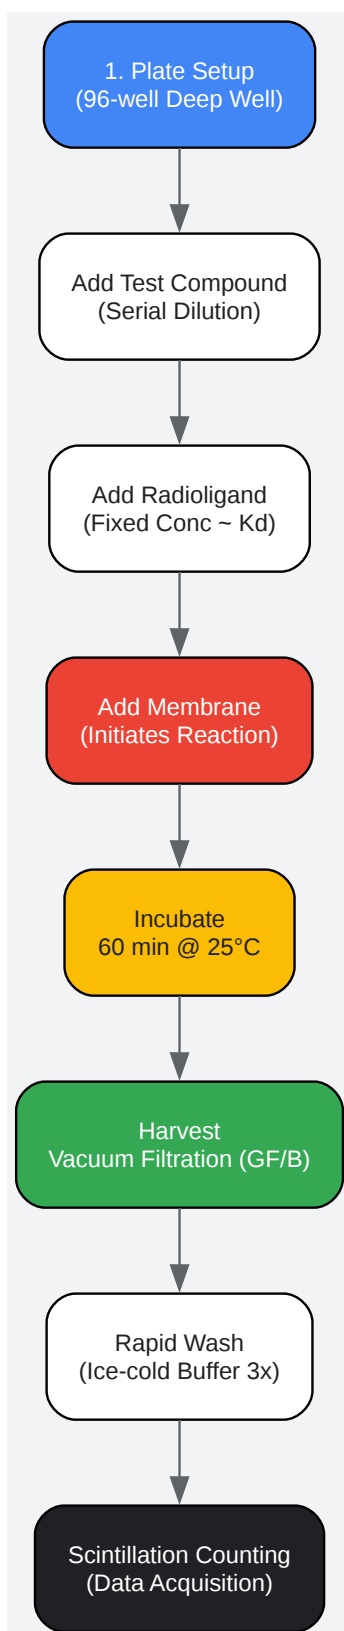 1. Plate Setup
(96-well Deep Well)
Add Test Compound
(Serial Dilution)
Add Radioligand
(Fixed Conc ~ Kd)
Add Membrane
(Initiates Reaction)
Incubate
60 min @ 25°C
Harvest
Vacuum Filtration (GF/B)
Rapid Wash
(Ice-cold Buffer 3x)
Scintillation Counting
(Data Acquisition)